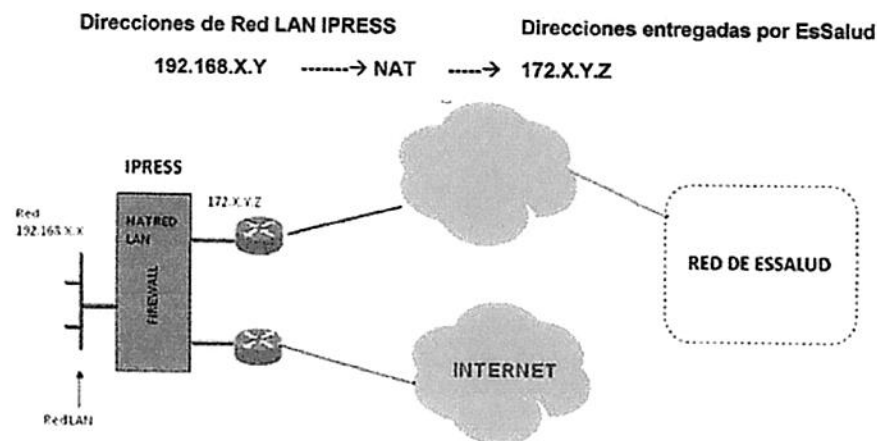 Direcciones de Red LAN IPRESS
Direcciones entregadas por EsSalud
192.168.X.Y -------→ NAT -----→ 172.X.Y.Z
IPRESS
172.X.Y.Z
Red
192.168.X.X
NATRED
LAN
FIREWALL
RED DE ESSALUD
INTERNET
RedLAN